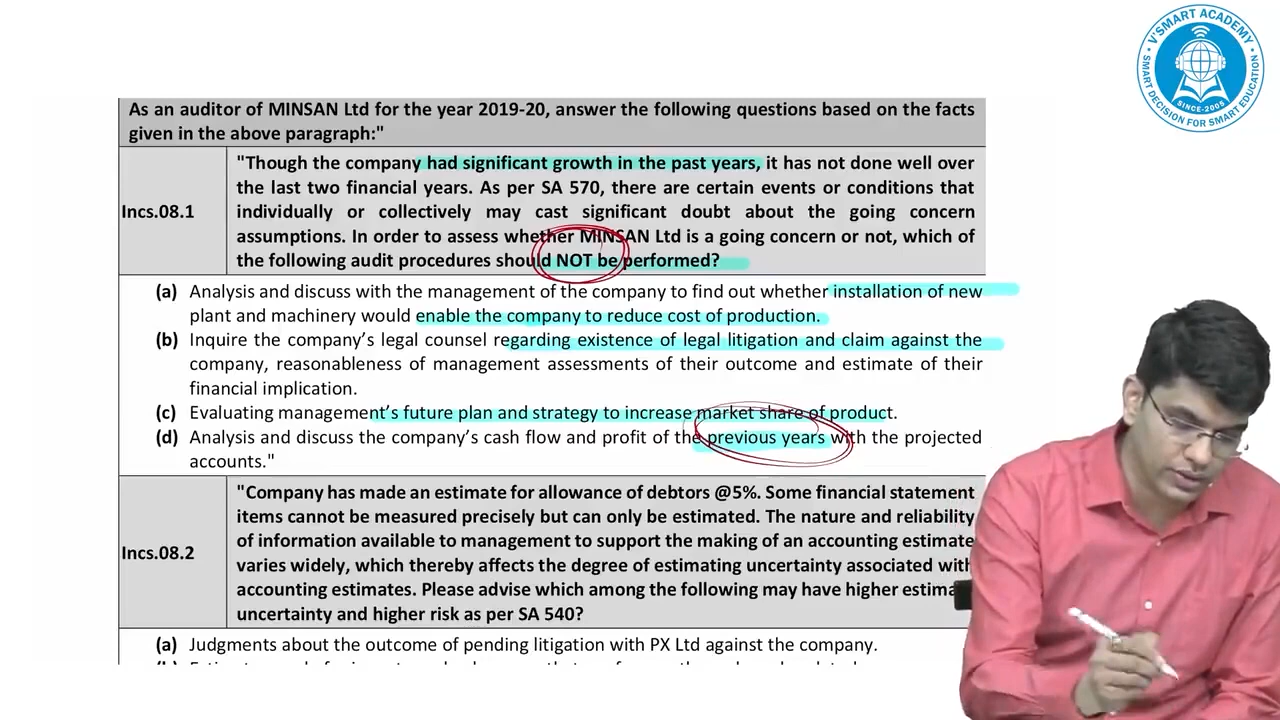 V'SMART ACADEMY
SINCE-2005
SMART DECISION FOR SMART EDUCATION
As an auditor of MINSAN Ltd for the year 2019-20, answer the following questions based on the facts
given in the above paragraph:"
"Though the company had significant growth in the past years, it has not done well over
the last two financial years. As per SA 570, there are certain events or conditions that
Incs.08.1 individually or collectively may cast significant doubt about the going concern
assumptions. In order to assess whether MINSAN Ltd is a going concern or not, which of
the following audit procedures should NOT be performed?
(a) Analysis and discuss with the management of the company to find out whether installation of new
plant and machinery would enable the company to reduce cost of production.
(b) Inquire the company's legal counsel regarding existence of legal litigation and claim against the
company, reasonableness of management assessments of their outcome and estimate of their
financial implication.
(c) Evaluating management's future plan and strategy to increase market share of product.
(d) Analysis and discuss the company's cash flow and profit of the previous years with the projected
accounts."
"Company has made an estimate for allowance of debtors @5%. Some financial statement
items cannot be measured precisely but can only be estimated. The nature and reliability
of information available to management to support the making of an accounting estimate
Incs.08.2 varies widely, which thereby affects the degree of estimating uncertainty associated with
accounting estimates. Please advise which among the following may have higher estima
uncertainty and higher risk as per SA 540?
(a) Judgments about the outcome of pending litigation with PX Ltd against the company.